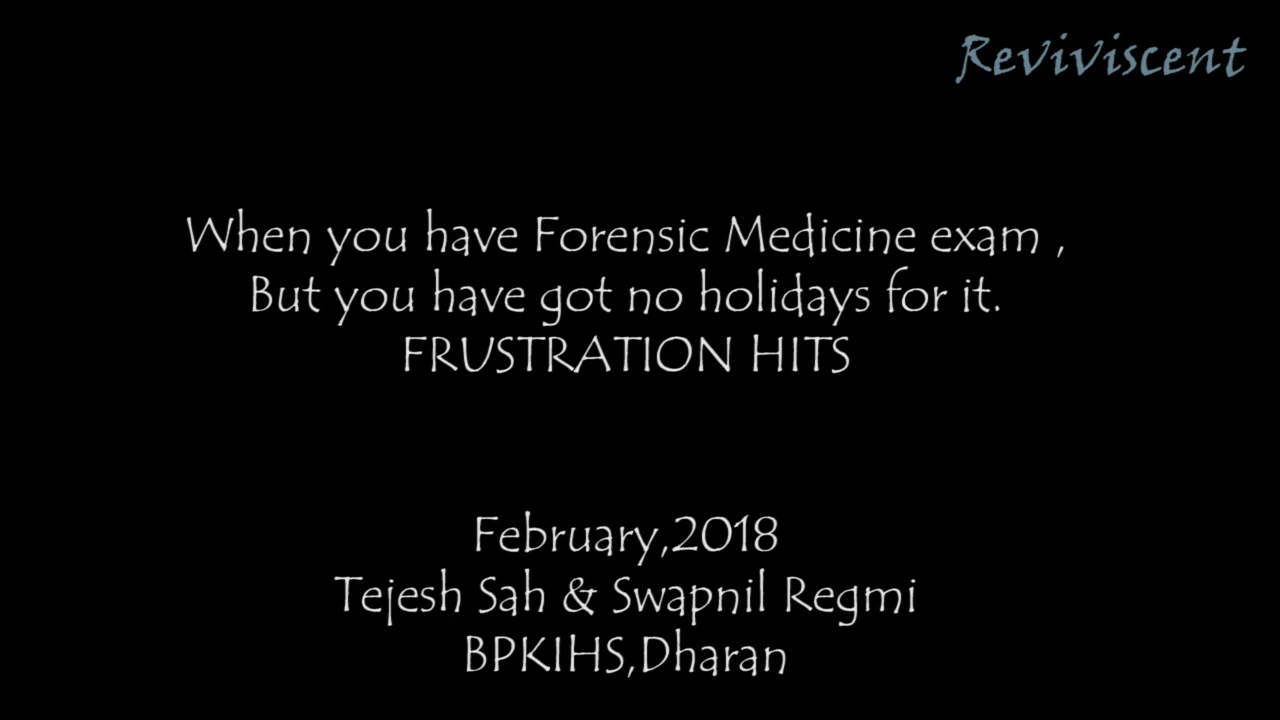 Reviviscent
When you have Forensic Medicine exam ,
But you have got no holidays for it.
FRUSTRATION HITS
February,2018
Tejesh Sah & Swapnil Regmi
BPKIHS,Dharan